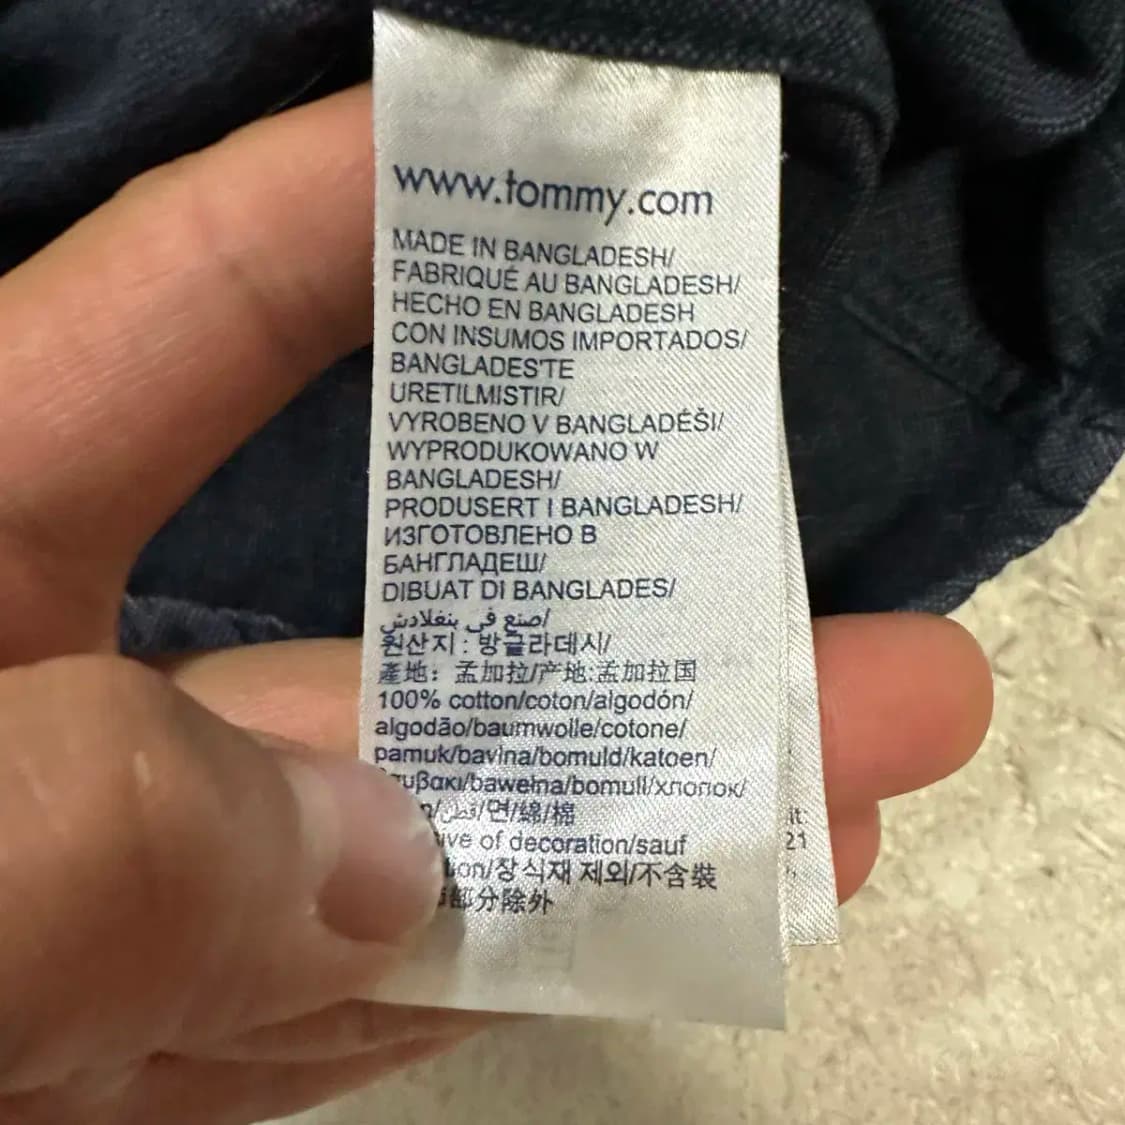 www.tommy.com
MADE IN BANGLADESH/
FABRIQUÉ AU BANGLADESH/
HECHO EN BANGLADESH
CON INSUMOS IMPORTADOS/
BANGLADEŞ'TE
URETILMISTIR/
VYROBENO V BANGLADÉŠI/
WYPRODUKOWANO W
BANGLADESH/
PRODUSERT I BANGLADESH/
ИЗГОТОВЛЕНО В
БАНГЛАДЕШ/
DIBUAT DI BANGLADES/
صنع في بنغلادش/
원산지 : 방글라데시/
產地: 孟加拉/产地:孟加拉国
100% cotton/coton/algodón/
algodão/baumwolle/cotone/
pamuk/bavlna/bomuld/katoen/
/bawełna/bomull/хлопок/
/قطن/면/綿/棉
of decoration/sauf
/장식재 제외/不含裝
部分除外
21